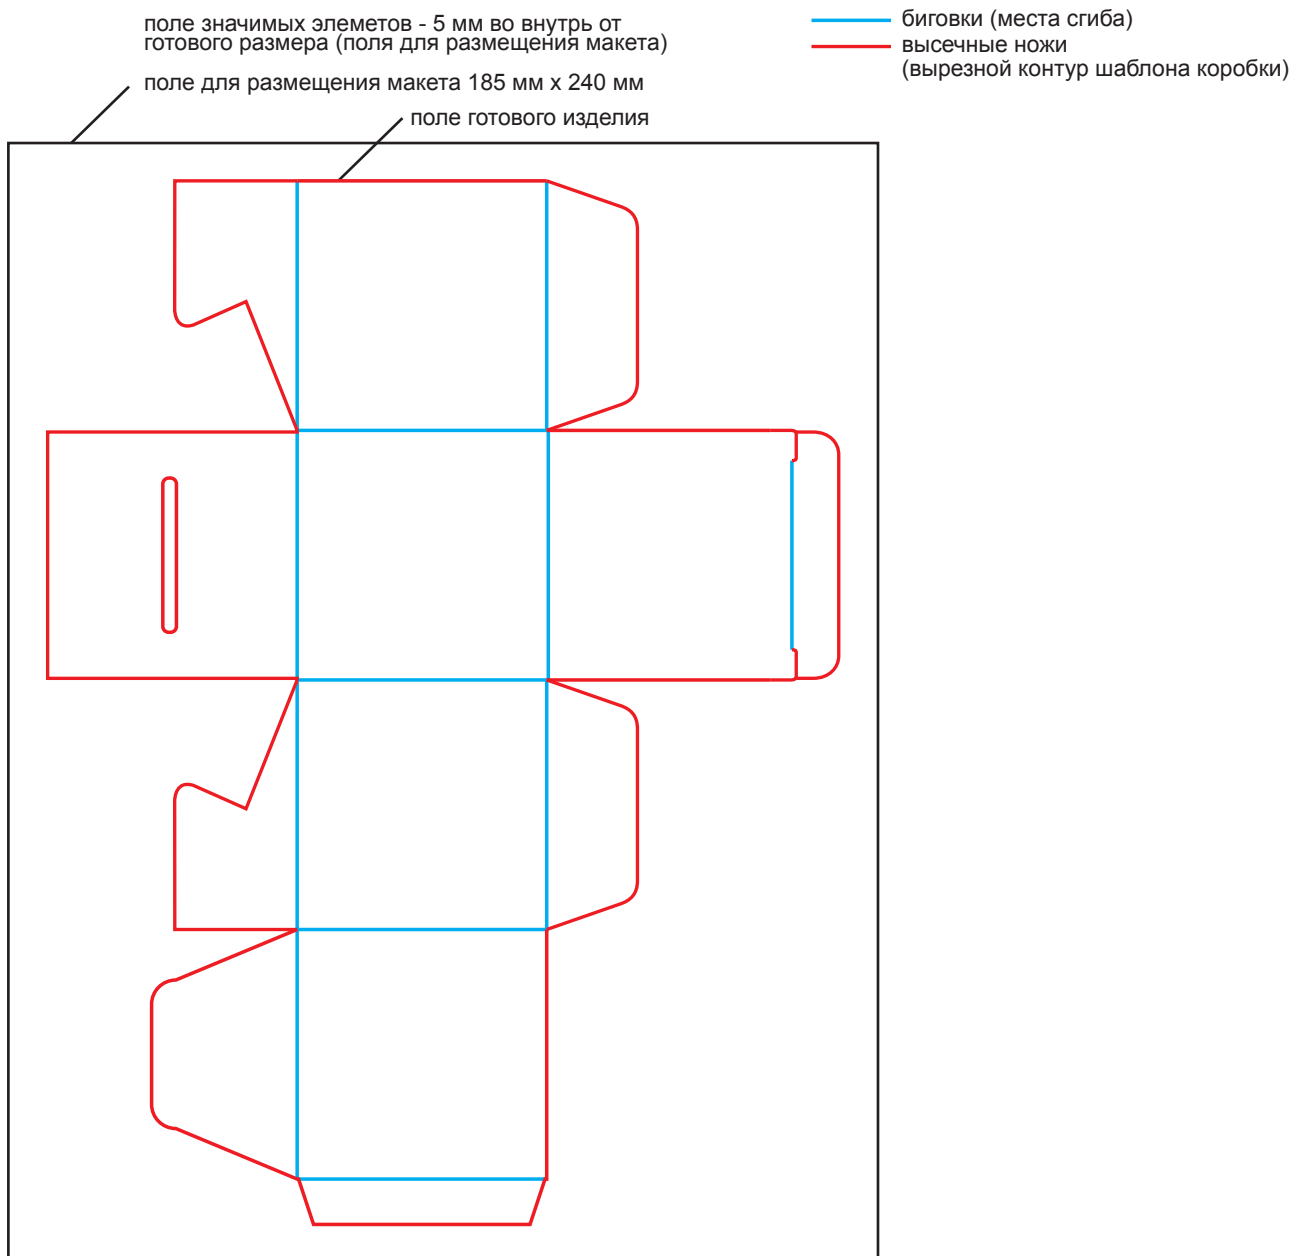 поле значимых элеметов - 5 мм во внутрь от
готового размера (поля для размещения макета)
поле для размещения макета 185 мм х 240 мм
поле готового изделия
биговки (места сгиба)
высечные ножи
(вырезной контур шаблона коробки)